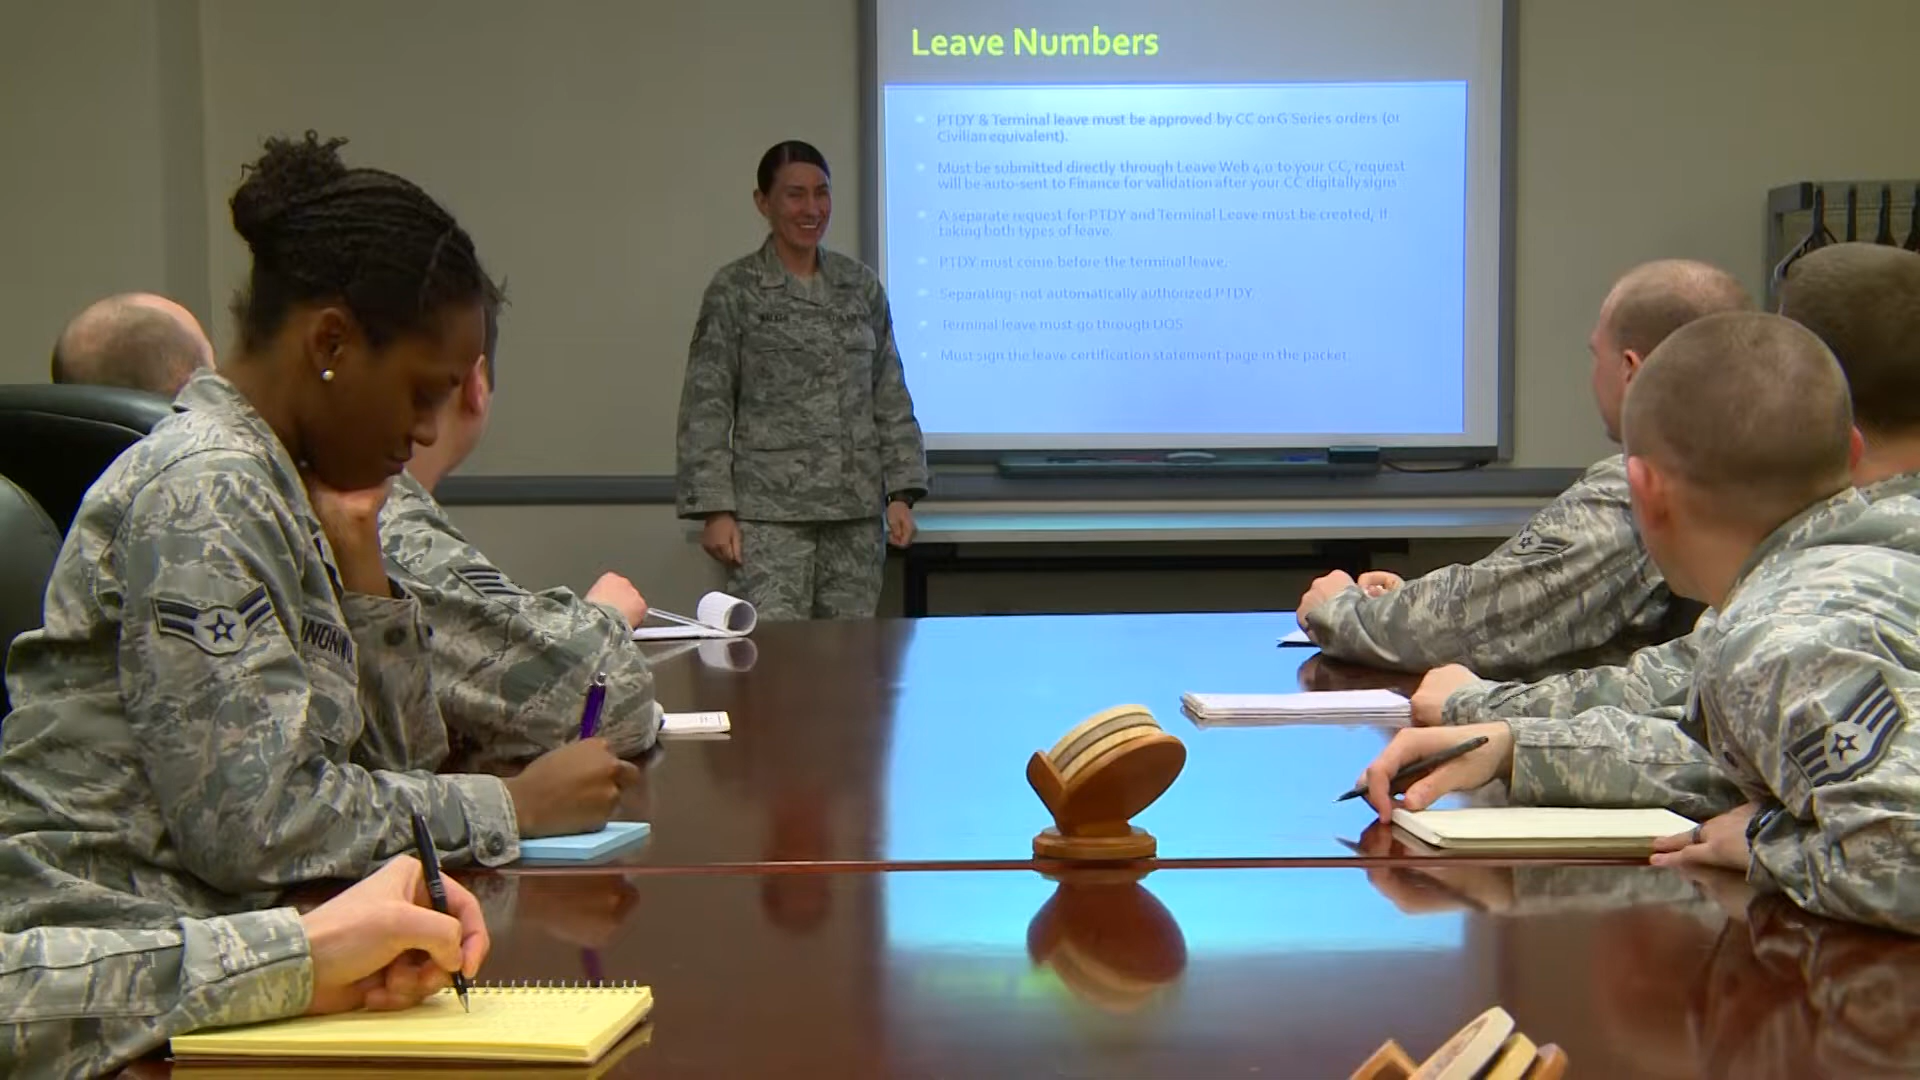 Leave Numbers
PTDY & Terminal leave must be approved by CC on G Series orders (or
Civilian equivalent).
Must be submitted directly through Leave Web 4.0 to your CC, request
will be auto-sent to Finance for validation after your CC digitally signs
A separate request for PTDY and Terminal Leave must be created, if
taking both types of leave.
PTDY must come before the terminal leave.
Separating- not automatically authorized PTDY
Terminal leave must go through DOS
Must sign the leave certification statement page in the packet